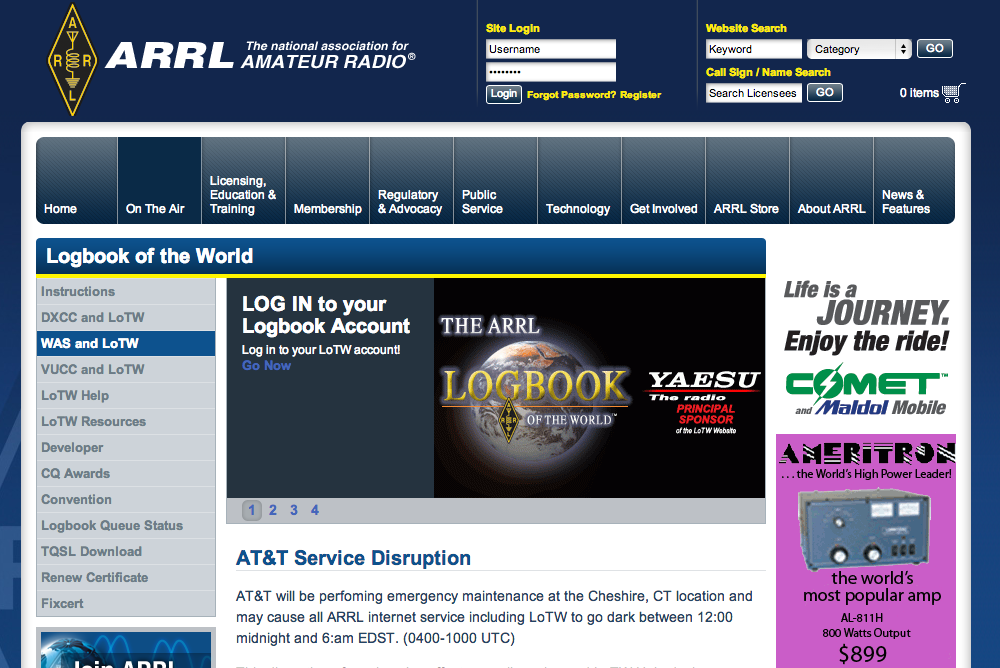 A
R R
L
ARRL The national association for
AMATEUR RADIO®
Site Login
Username
••••••••
Login Forgot Password? Register
Website Search
Keyword Category GO
Call Sign / Name Search
Search Licensees GO
0 items
Home
On The Air
Licensing,
Education &
Training
Membership
Regulatory
& Advocacy
Public
Service
Technology
Get Involved
ARRL Store
About ARRL
News &
Features
Logbook of the World
Instructions
DXCC and LoTW
WAS and LoTW
VUCC and LoTW
LoTW Help
LoTW Resources
Developer
CQ Awards
Convention
Logbook Queue Status
TQSL Download
Renew Certificate
Fixcert
Join ARRL
LOG IN to your
Logbook Account
Log in to your LoTW account!
Go Now
THE ARRL
LOGBOOK
OF THE WORLD™
YAESU
The radio
PRINCIPAL
SPONSOR
of the LoTW Website
1 2 3 4
AT&T Service Disruption
AT&T will be perfoming emergency maintenance at the Cheshire, CT location and
may cause all ARRL internet service including LoTW to go dark between 12:00
midnight and 6:am EDST. (0400-1000 UTC)
Life is a
JOURNEY.
Enjoy the ride!
COMET™
and Maldol Mobile
AMERITRON
...the World's High Power Leader!
the world's
most popular amp
AL-811H
800 Watts Output
$899